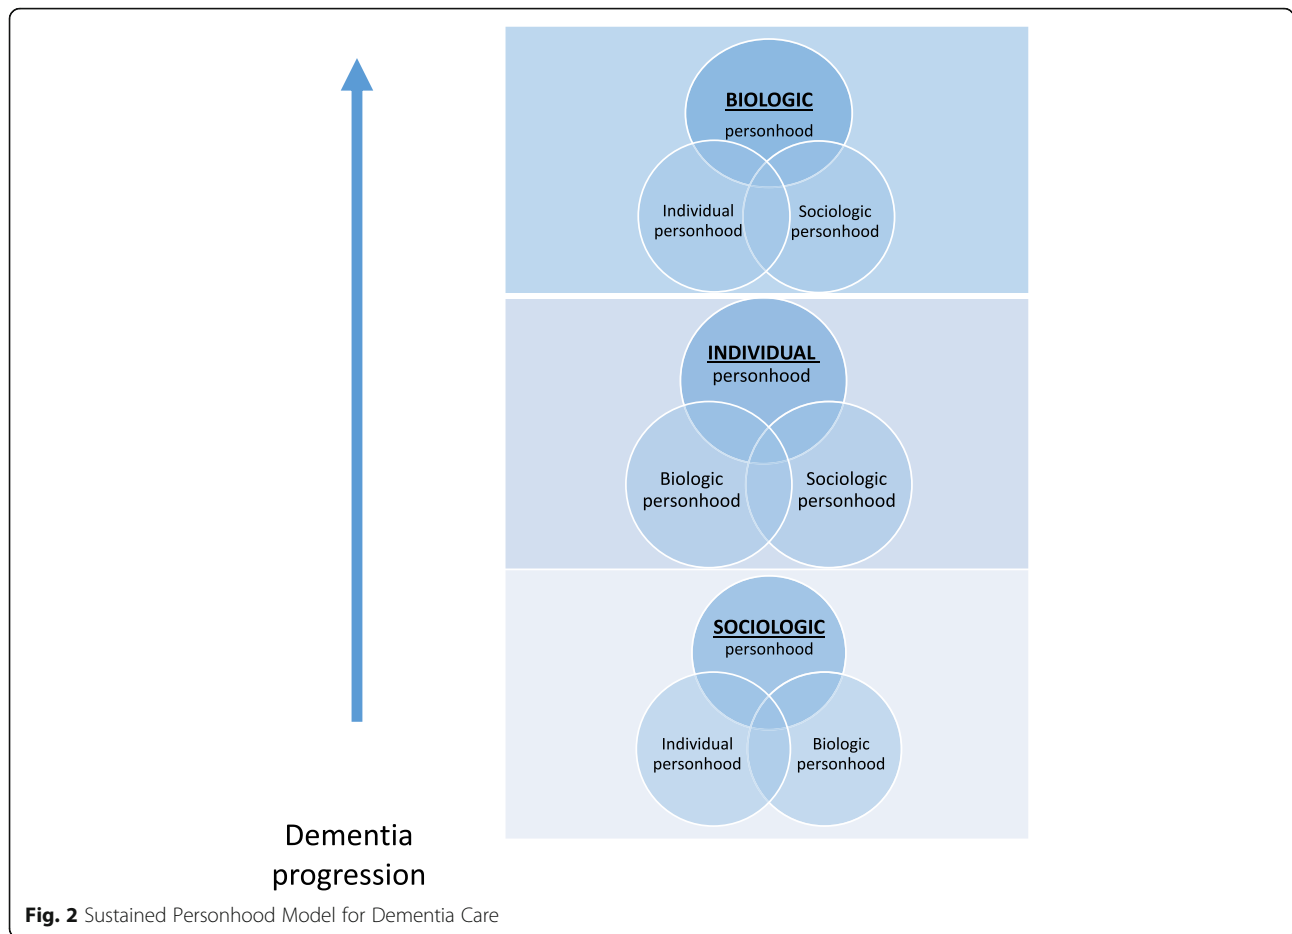 BIOLOGIC
personhood
Individual
personhood
Sociologic
personhood
INDIVIDUAL
personhood
Biologic
personhood
Sociologic
personhood
SOCIOLOGIC
personhood
Individual
personhood
Biologic
personhood
Dementia
progression
Fig. 2 Sustained Personhood Model for Dementia Care